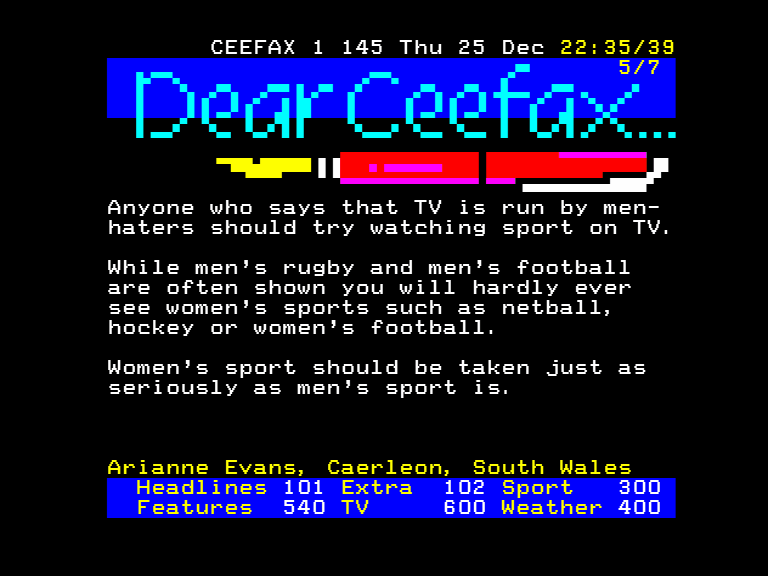 CEEFAX 1 145 Thu 25 Dec 22:35/39
5/7
Dear Ceefax...
Anyone who says that TV is run by men-
haters should try watching sport on TV.
While men's rugby and men's football
are often shown you will hardly ever
see women's sports such as netball,
hockey or women's football.
Women's sport should be taken just as
seriously as men's sport is.
Arianne Evans, Caerleon, South Wales
Headlines 101 Extra 102 Sport 300
Features 540 TV 600 Weather 400